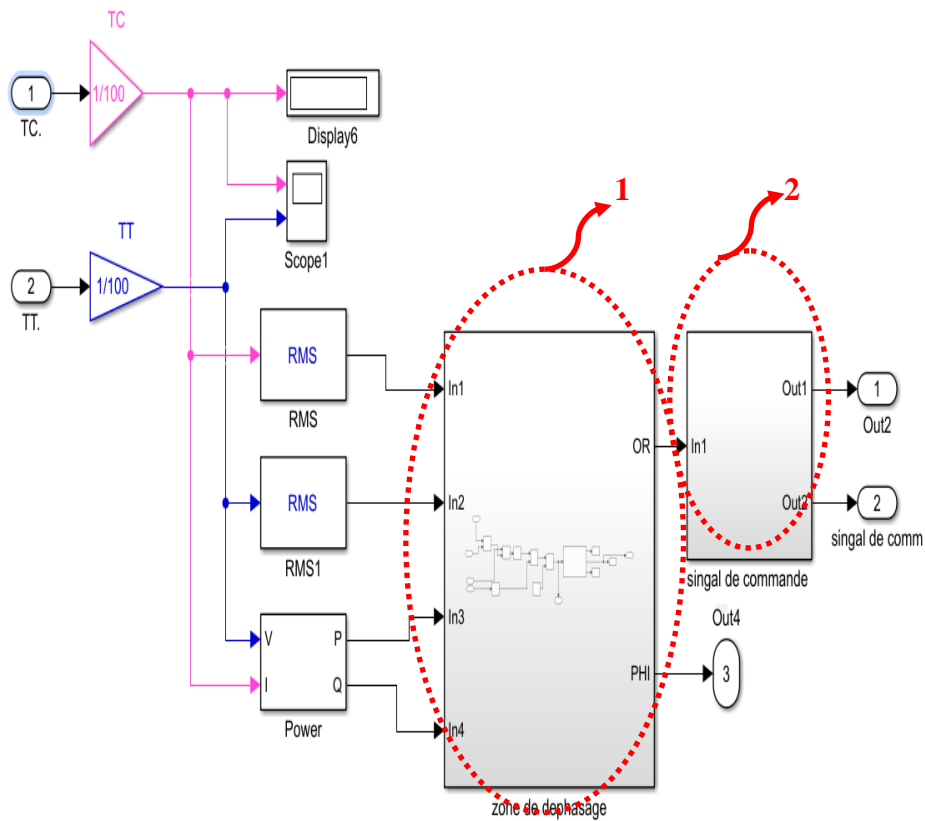 TC
1
1/100
TC.
Display6
1
2
TT
Scope1
2
1/100
TT.
RMS
RMS
In1
Out1
1
Out2
OR
In1
RMS
RMS1
In2
Out2
2
singal de comm
singal de commande
Out4
V
P
In3
I
Q
PHI
3
Power
In4
zone de dephasage